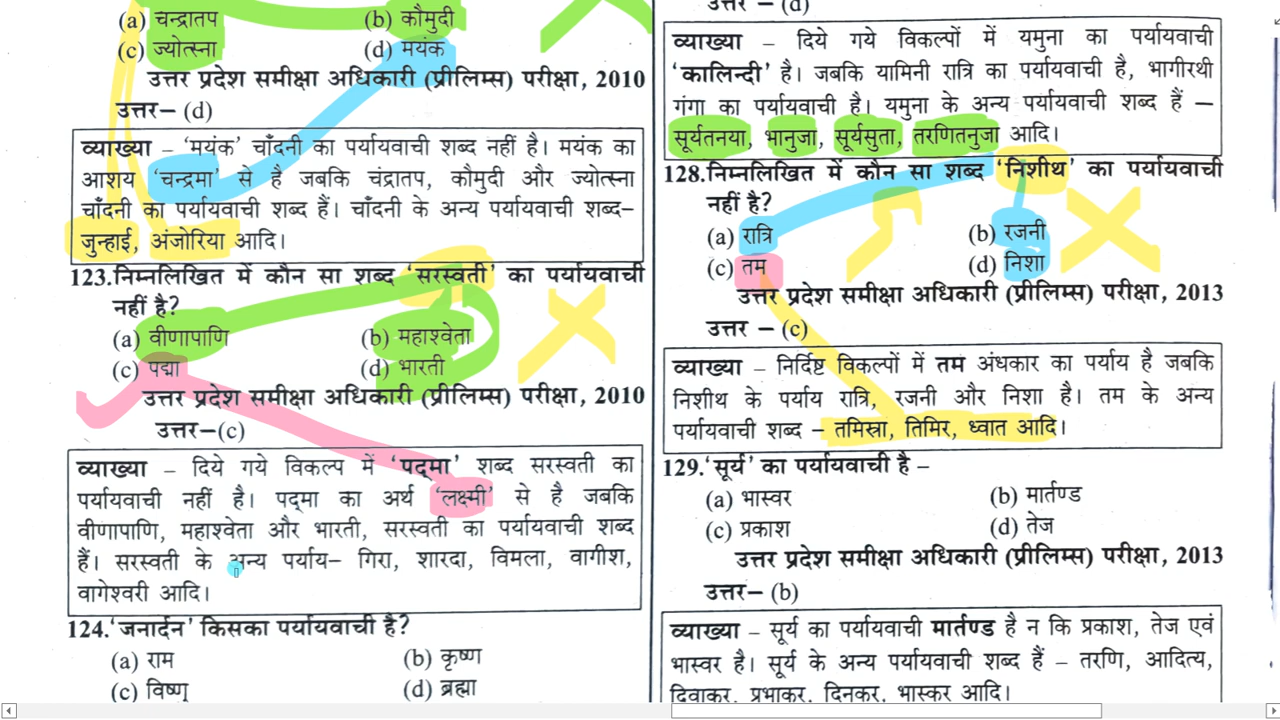 (a) चन्द्रातप (b) कौमुदी
(c) ज्योत्स्ना (d) मयंक
उत्तर प्रदेश समीक्षा अधिकारी (प्रीलिम्स) परीक्षा, 2010
उत्तर– (d)
व्याख्या – 'मयंक' चाँदनी का पर्यायवाची शब्द नहीं है। मयंक का
आशय 'चन्द्रमा' से है जबकि चंद्रातप, कौमुदी और ज्योत्स्ना
चाँदनी का पर्यायवाची शब्द हैं। चाँदनी के अन्य पर्यायवाची शब्द–
जुन्हाई, अंजोरिया आदि।
123.निम्नलिखित में कौन सा शब्द 'सरस्वती' का पर्यायवाची
नहीं है?
(a) वीणापाणि (b) महाश्वेता
(c) पद्मा (d) भारती
उत्तर प्रदेश समीक्षा अधिकारी (प्रीलिम्स) परीक्षा, 2010
उत्तर–(c)
व्याख्या – दिये गये विकल्प में 'पद्‌मा' शब्द सरस्वती का
पर्यायवाची नहीं है। पद्‌मा का अर्थ 'लक्ष्मी' से है जबकि
वीणापाणि, महाश्वेता और भारती, सरस्वती का पर्यायवाची शब्द
हैं। सरस्वती के अन्य पर्याय– गिरा, शारदा, विमला, वागीश,
वागेश्वरी आदि।
124.'जनार्दन' किसका पर्यायवाची है?
(a) राम (b) कृष्ण
(c) विष्णु (d) ब्रह्मा
उत्तर – (d)
व्याख्या – दिये गये विकल्पों में यमुना का पर्यायवाची
'कालिन्दी' है। जबकि यामिनी रात्रि का पर्यायवाची है, भागीरथी
गंगा का पर्यायवाची है। यमुना के अन्य पर्यायवाची शब्द हैं –
सूर्यतनया, भानुजा, सूर्यसुता, तरणितनुजा आदि।
128.निम्नलिखित में कौन सा शब्द 'निशीथ' का पर्यायवाची
नहीं है?
(a) रात्रि (b) रजनी
(c) तम (d) निशा
उत्तर प्रदेश समीक्षा अधिकारी (प्रीलिम्स) परीक्षा, 2013
उत्तर – (c)
व्याख्या – निर्दिष्ट विकल्पों में तम अंधकार का पर्याय है जबकि
निशीथ के पर्याय रात्रि, रजनी और निशा है। तम के अन्य
पर्यायवाची शब्द – तमिस्रा, तिमिर, ध्वात आदि।
129.'सूर्य' का पर्यायवाची है –
(a) भास्वर (b) मार्तण्ड
(c) प्रकाश (d) तेज
उत्तर प्रदेश समीक्षा अधिकारी (प्रीलिम्स) परीक्षा, 2013
उत्तर– (b)
व्याख्या – सूर्य का पर्यायवाची मार्तण्ड है न कि प्रकाश, तेज एवं
भास्वर है। सूर्य के अन्य पर्यायवाची शब्द हैं – तरणि, आदित्य,
दिवाकर, प्रभाकर, दिनकर, भास्कर आदि।